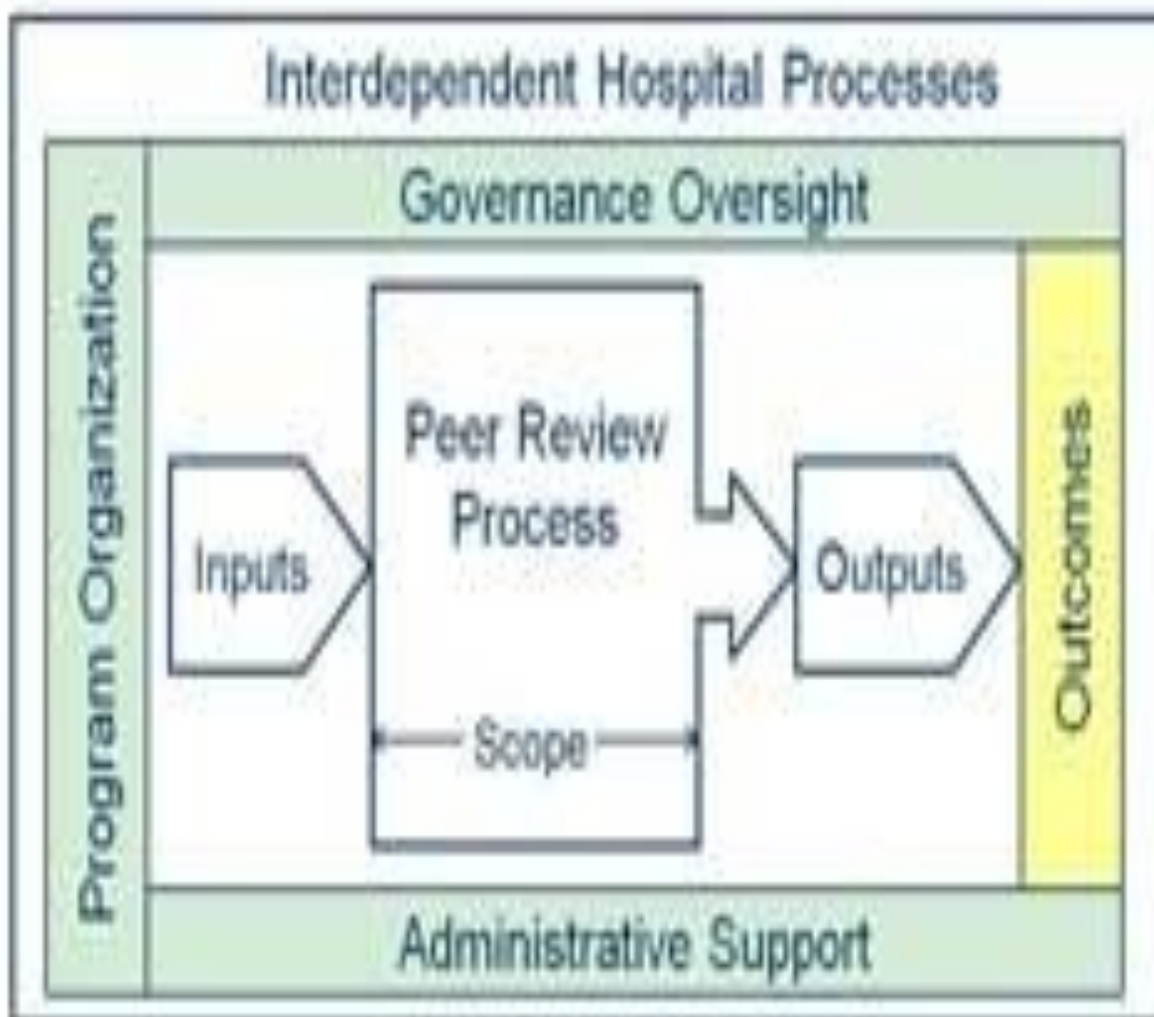 Interdependent Hospital Processes
Governance Oversight
Program Organization
Inputs
Peer Review
Process
Scope
Outputs
Outcomes
Administrative Support